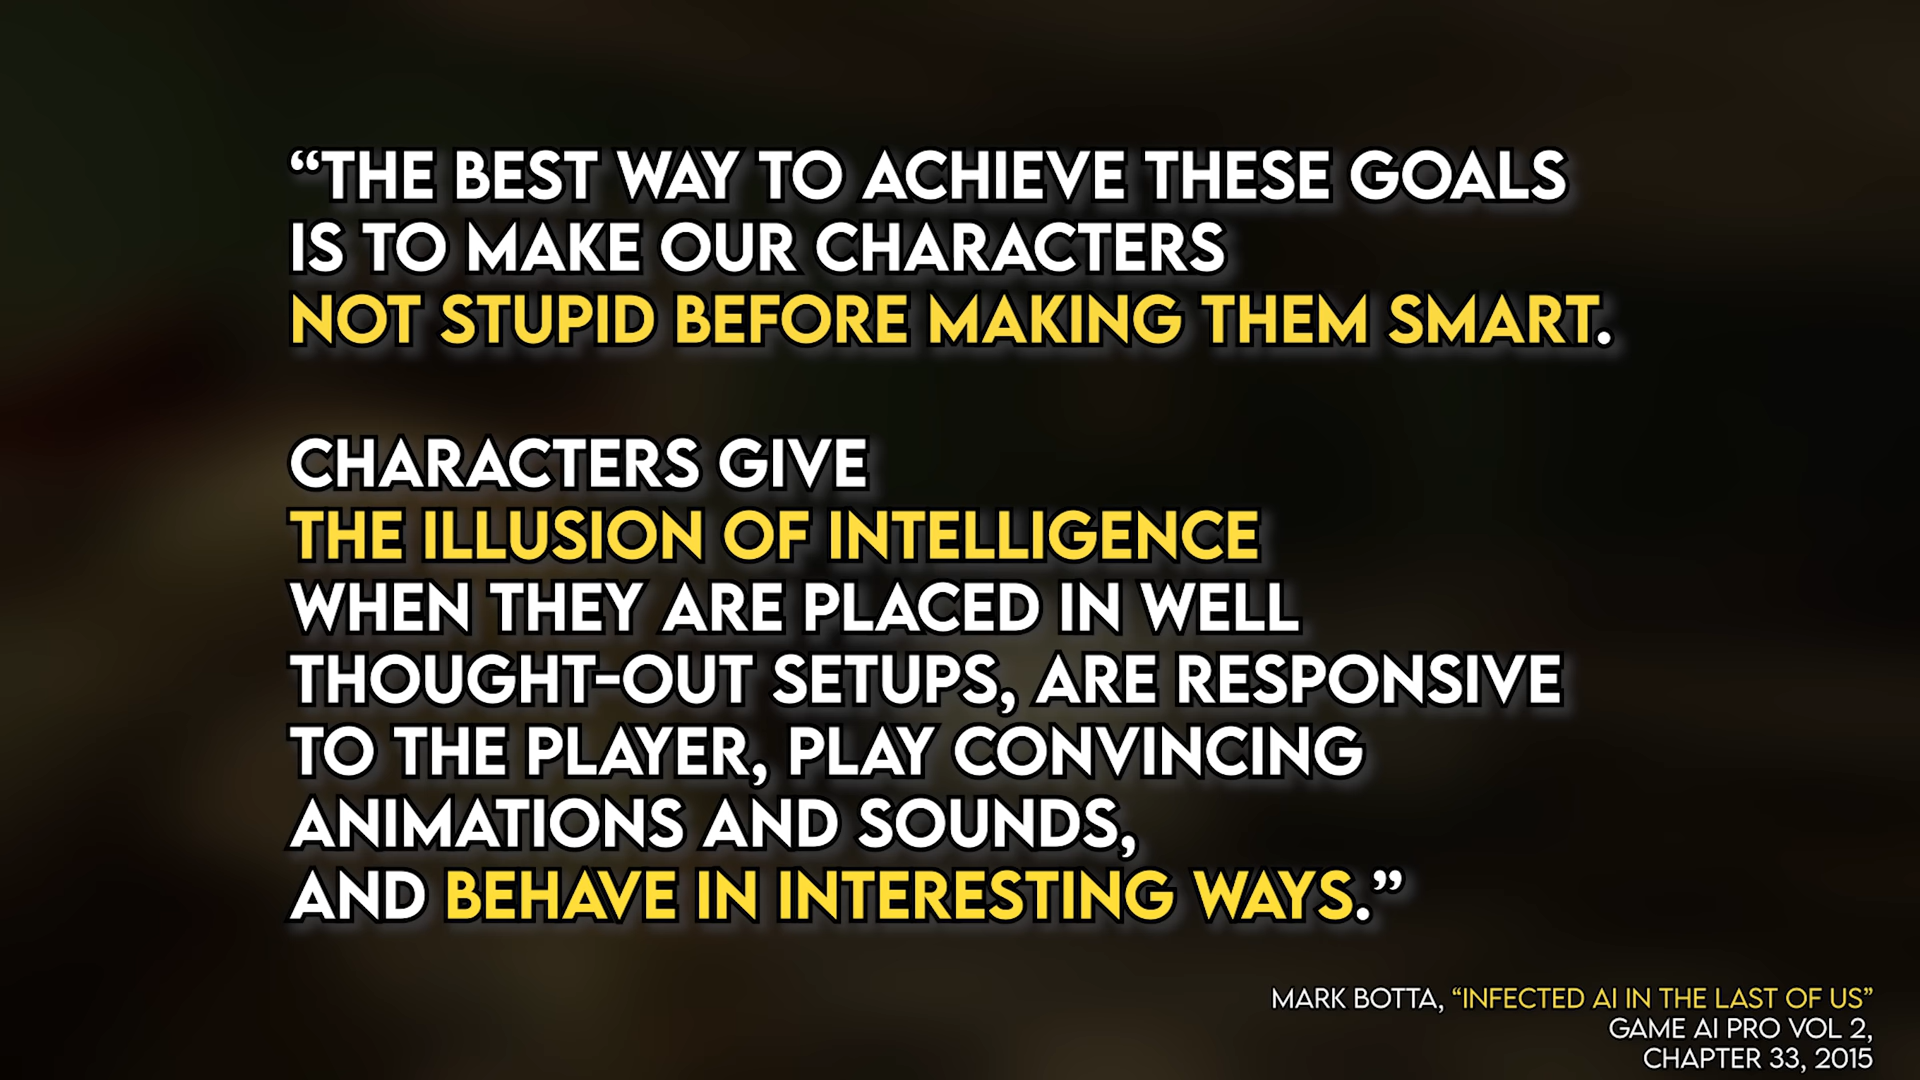 “THE BEST WAY TO ACHIEVE THESE GOALS
IS TO MAKE OUR CHARACTERS
NOT STUPID BEFORE MAKING THEM SMART.
CHARACTERS GIVE
THE ILLUSION OF INTELLIGENCE
WHEN THEY ARE PLACED IN WELL
THOUGHT-OUT SETUPS, ARE RESPONSIVE
TO THE PLAYER, PLAY CONVINCING
ANIMATIONS AND SOUNDS,
AND BEHAVE IN INTERESTING WAYS.”
MARK BOTTA, “INFECTED AI IN THE LAST OF US”
GAME AI PRO VOL 2,
CHAPTER 33, 2015